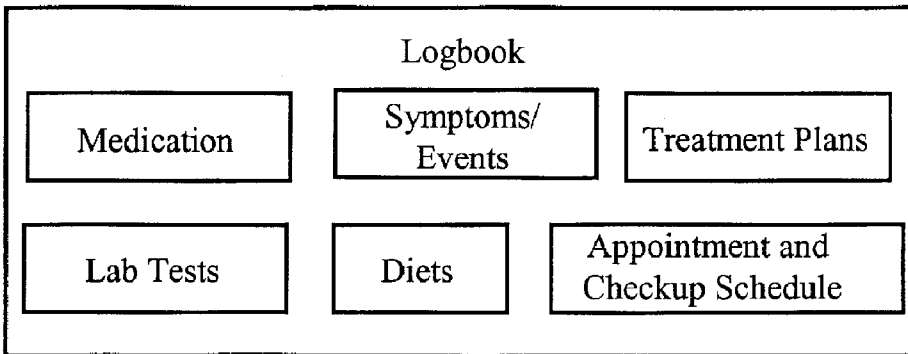 Logbook
Medication
Symptoms/
Events
Treatment Plans
Lab Tests
Diets
Appointment and
Checkup Schedule